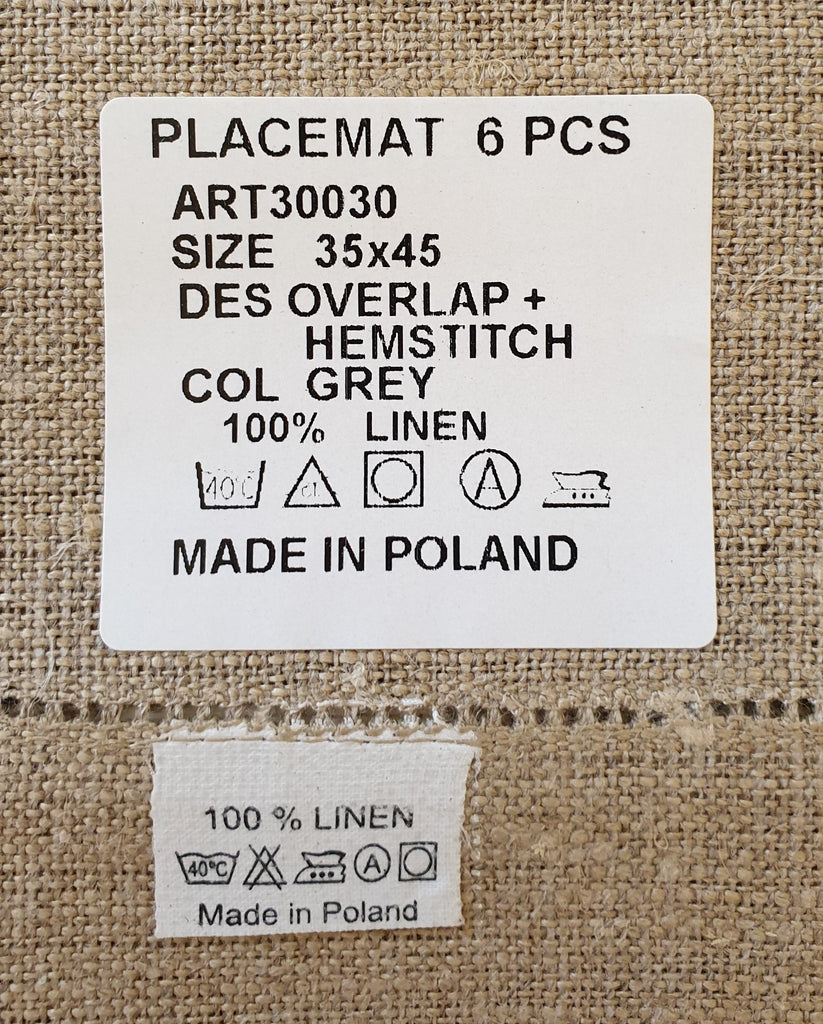 PLACEMAT 6 PCS
ART30030
SIZE 35x45
DES OVERLAP +
HEMSTITCH
COL GREY
100% LINEN
40°C CL A
MADE IN POLAND
100 % LINEN
40°C A
Made in Poland